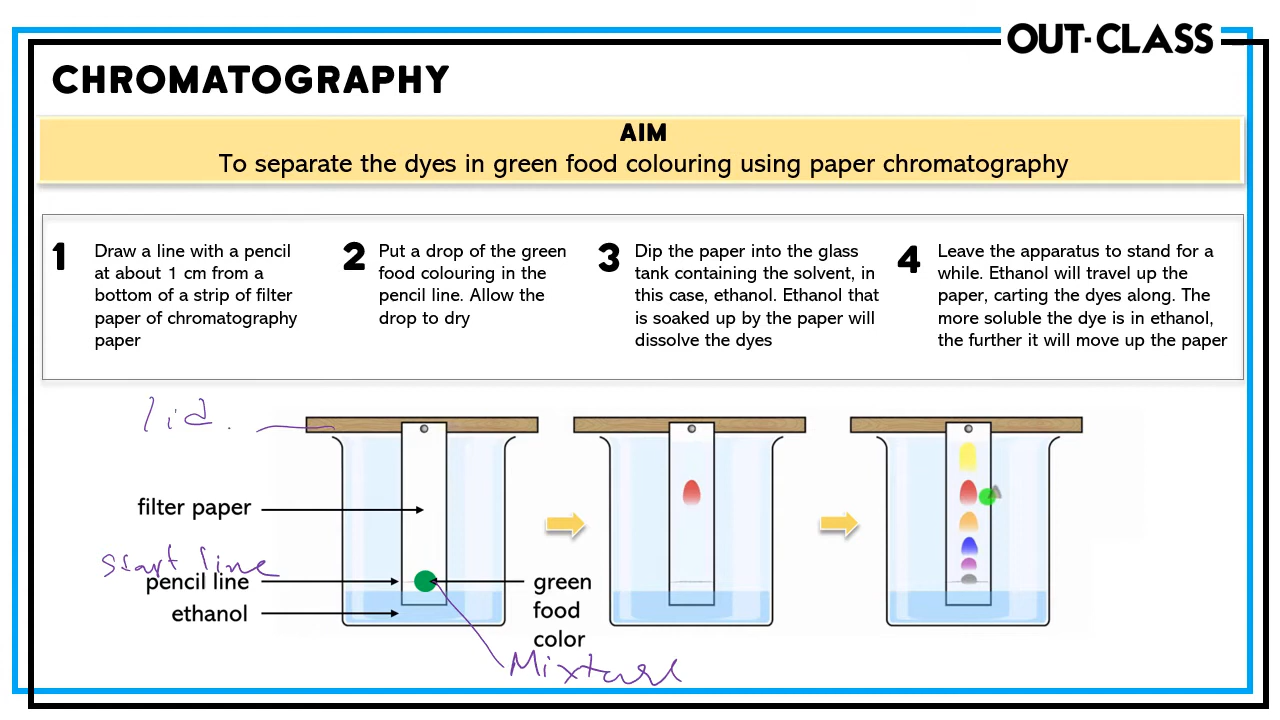 OUT-CLASS
CHROMATOGRAPHY
AIM
To separate the dyes in green food colouring using paper chromatography
1
Draw a line with a pencil
at about 1 cm from a
bottom of a strip of filter
paper of chromatography
paper
2
Put a drop of the green
food colouring in the
pencil line. Allow the
drop to dry
3
Dip the paper into the glass
tank containing the solvent, in
this case, ethanol. Ethanol that
is soaked up by the paper will
dissolve the dyes
4
Leave the apparatus to stand for a
while. Ethanol will travel up the
paper, carting the dyes along. The
more soluble the dye is in ethanol,
the further it will move up the paper
lid.
filter paper
start line
pencil line
ethanol
green
food
color
Mixture